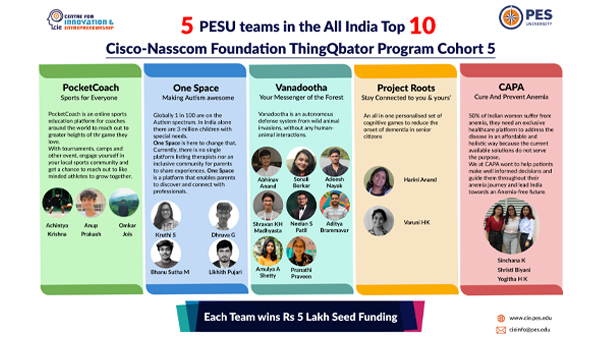 CENTRE FOR
INNOVATION &
ENTREPRENEURSHIP
cie
5 PESU teams in the All India Top 10
PES
UNIVERSITY
Cisco-Nasscom Foundation ThingQbator Program Cohort 5
PocketCoach
Sports for Everyone
PocketCoach is an online sports
education platform for coaches
around the world to reach out to
greater heights of thr game they
love.
With tournaments, camps and
other event, engage yourself in
your local sports community and
get a chance to reach out to like
minded athletes to grow together.
Achintya
Krishna
Anup
Prakash
Omkar
Jois
One Space
Making Autism awesome
Globally 1 in 100 are on the
Autism spectrum. In India alone
there are 3 million children with
special needs.
One Space is here to change that.
Currently, there is no single
platform listing therapists nor an
inclusive community for parents
to share experiences. One Space
is a platform that enables parents
to discover and connect with
professionals.
Kruthi S
Dhruva G
Bhanu Sutha M
Likhith Pujari
Vanadootha
Your Messenger of the Forest
Vanadootha is an autonomous
defense system from wild animal
invasions, without any human-
animal interactions.
Abhinav
Anand
Sonali
Borkar
Adeesh
Nayak
Shravan KH
Madhyasta
Neelan S
Patil
Aditya
Brammavar
Amulya A
Shetty
Pranathi
Praveen
Project Roots
'Stay Connected to you & yours'
An all in one personalised set of
cognitive games to reduce the
onset of dementia in senior
citizens
Harini Anand
Varuni HK
CAPA
Cure And Prevent Anemia
50% of Indian women suffer from
anemia, they need an exclusive
healthcare platform to address the
disease in an affordable and
holistic way because the current
available solutions do not serve
the purpose.
We at CAPA want to help patients
make well informed decisions and
guide them throughout their
anemia journey and lead India
towards an Anemia-free future.
Sinchana K
Shristi Biyani
Yogitha H K
Each Team wins Rs 5 Lakh Seed Funding
www.cie.pes.edu
cieinfo@pes.edu